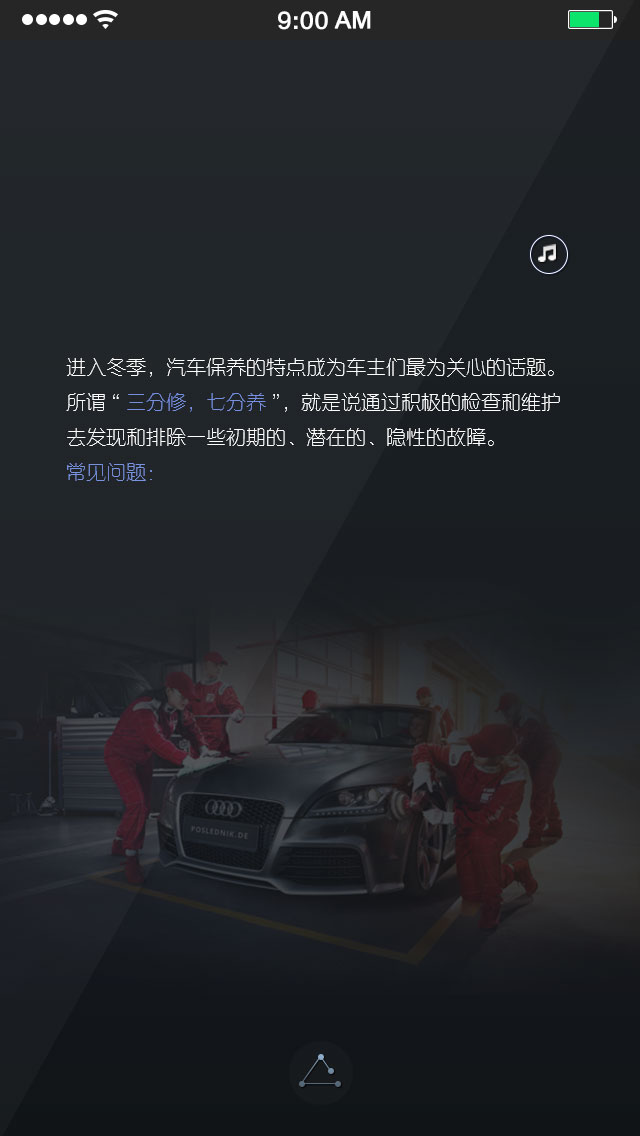 9:00 AM
进入冬季，汽车保养的特点成为车主们最为关心的话题。
所谓“三分修，七分养”，就是说通过积极的检查和维护
去发现和排除一些初期的、潜在的、隐性的故障。
常见问题：
POSLEDNIK.DE